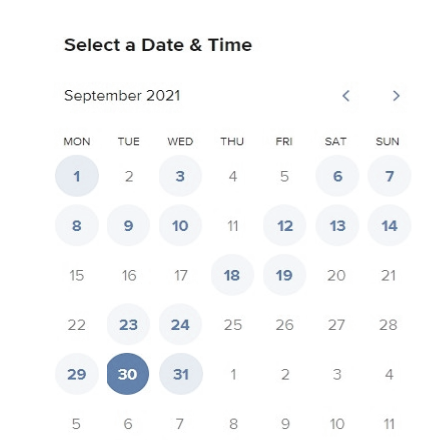 Select a Date & Time
September 2021
MON TUE WED THU FRI SAT SUN
1 2 3 4 5 6 7
8 9 10 11 12 13 14
15 16 17 18 19 20 21
22 23 24 25 26 27 28
29 30 31 1 2 3 4
5 6 7 8 9 10 11